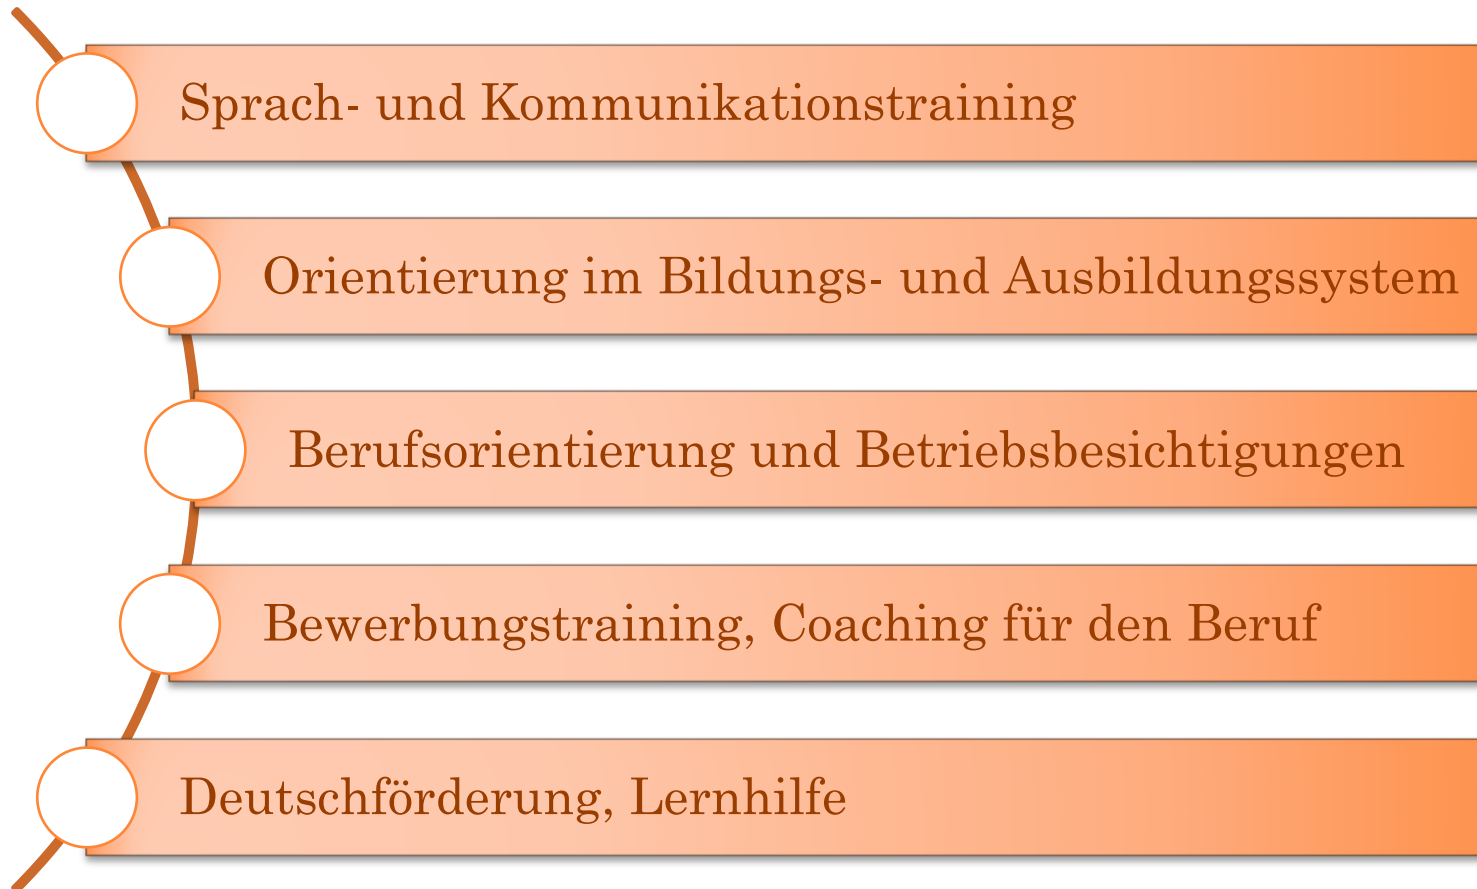 Sprach- und Kommunikationstraining
Orientierung im Bildungs- und Ausbildungssystem
Berufsorientierung und Betriebsbesichtigungen
Bewerbungstraining, Coaching für den Beruf
Deutschförderung, Lernhilfe